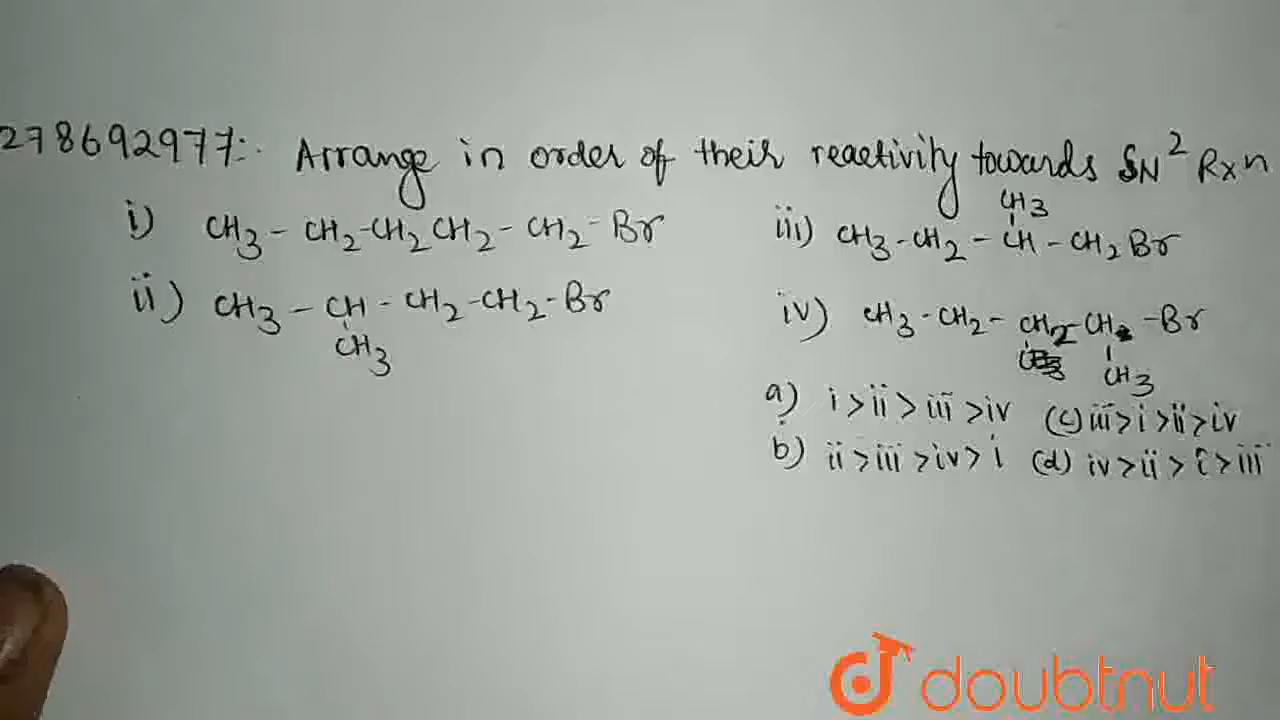 278692977:. Arrange in order of their reactivity towards SN² Rxn
i) CH3 - CH2-CH2 CH2 - CH2 - Br
ii) CH3 - CH - CH2 - CH2 - Br
CH3
CH3
iii) CH3 - CH2 - CH - CH2 Br
iv) CH3 - CH2 - CH2 - CH - Br
CH3
a) i > ii > iii > iv (c) iii > i > ii > iv
b) ii > iii > iv > i (d) iv > ii > i > iii
doubtnut